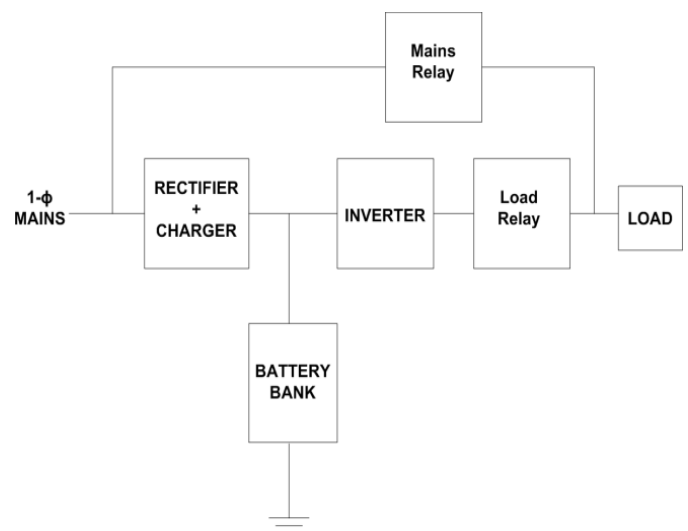 Mains
Relay
1-ϕ
MAINS
RECTIFIER
+
CHARGER
INVERTER
Load
Relay
LOAD
BATTERY
BANK